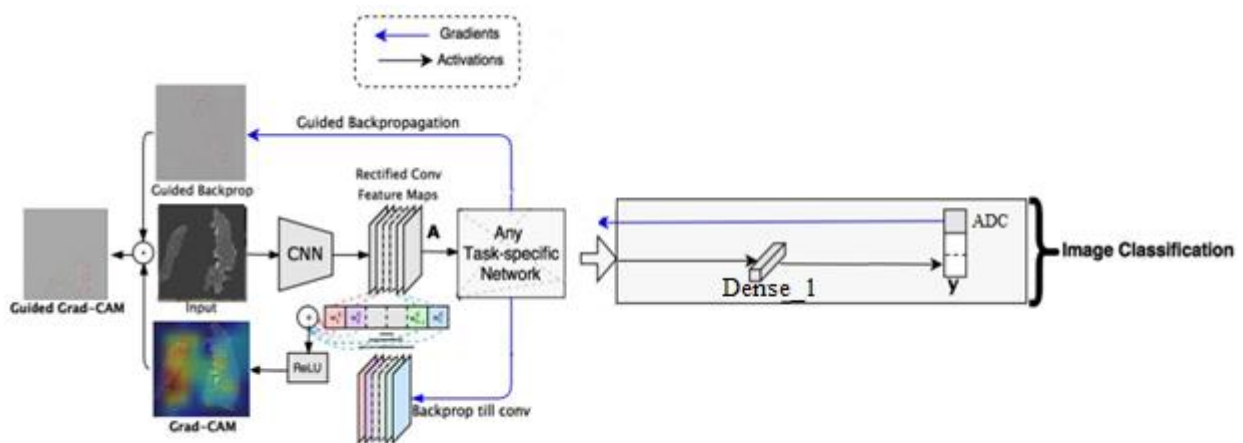 Gradients
Activations
Guided Backpropagation
Guided Backprop
Rectified Conv
Feature Maps
A
CNN
Any
Task-specific
Network
ADC
Dense_1
y
Image Classification
Guided Grad-CAM
Input
ReLU
Grad-CAM
Backprop till conv